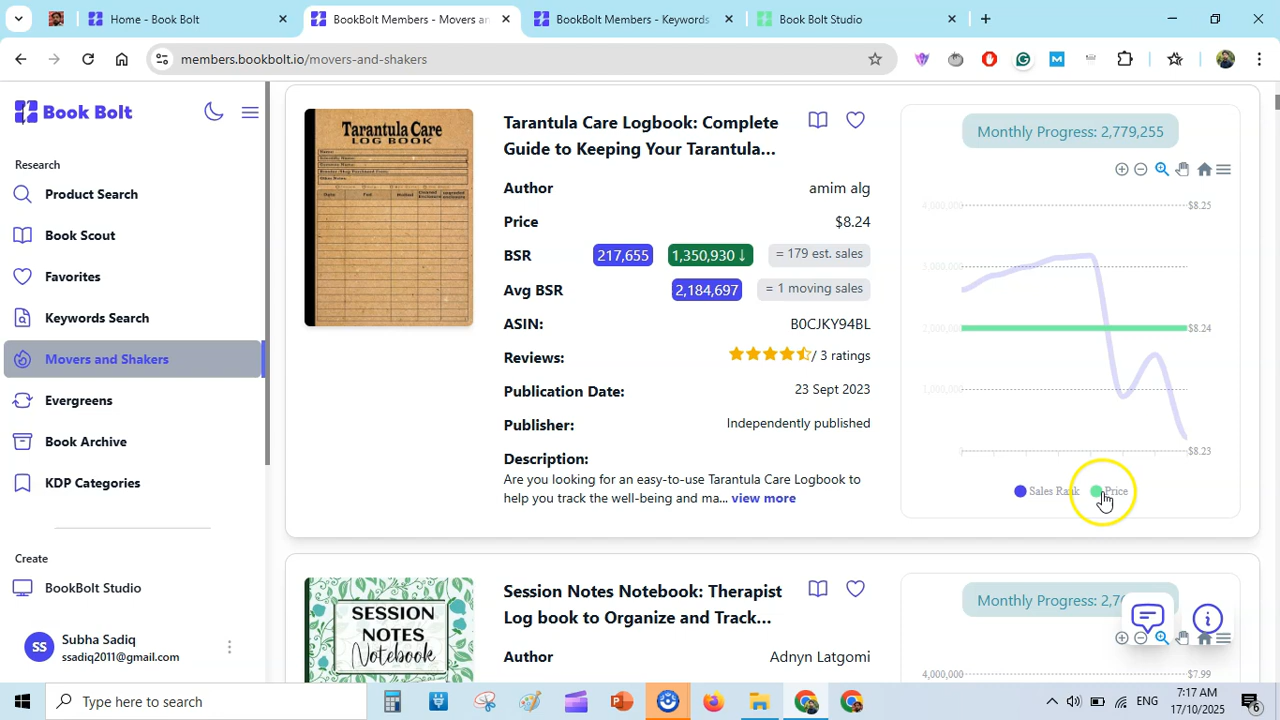 Home - Book Bolt
BookBolt Members - Movers an
BookBolt Members - Keywords
Book Bolt Studio
members.bookbolt.io/movers-and-shakers
Book Bolt
Research
Product Search
Book Scout
Favorites
Keywords Search
Movers and Shakers
Evergreens
Book Archive
KDP Categories
Create
BookBolt Studio
SS
Subha Sadiq
ssadiq2011@gmail.com
Tarantula Care
LOG BOOK
Tarantula Care Logbook: Complete
Guide to Keeping Your Tarantula...
Author amim alg
Price $8.24
BSR 217,655 1,350,930 ↓ = 179 est. sales
Avg BSR 2,184,697 = 1 moving sales
ASIN: B0CJKY94BL
Reviews: / 3 ratings
Publication Date: 23 Sept 2023
Publisher: Independently published
Description:
Are you looking for an easy-to-use Tarantula Care Logbook to
help you track the well-being and ma... view more
Monthly Progress: 2,779,255
4,000,000 $8.25
3,000,000
2,000,000 $8.24
1,000,000
$8.23
Sales Rank Price
SESSION
NOTES
Notebook
Session Notes Notebook: Therapist
Log book to Organize and Track...
Author Adnyn Latgomi
Monthly Progress: 2,7
4,000,000 $7.99
Type here to search
ENG
7:17 AM
17/10/2025
6